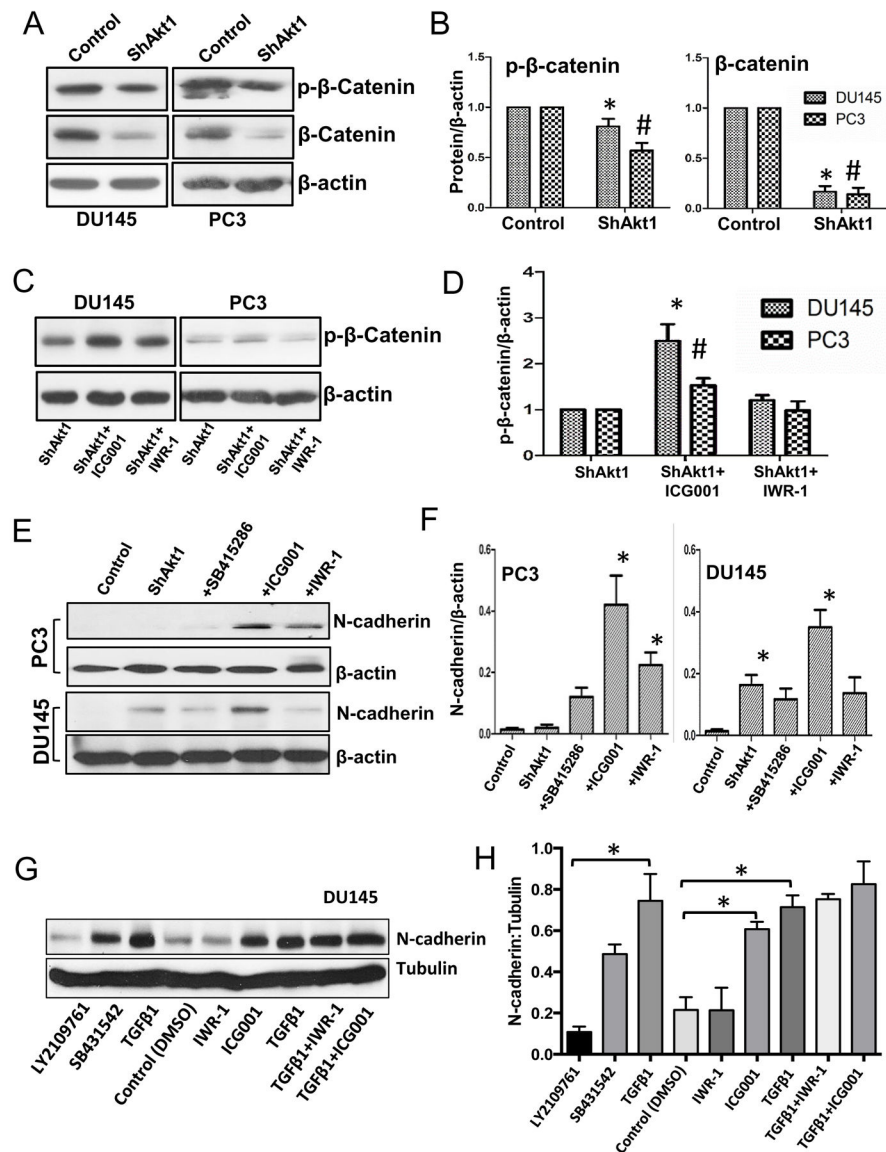 A
Control
ShAkt1
Control
ShAkt1
p-β-Catenin
β-Catenin
β-actin
DU145
PC3
B
p-β-catenin
β-catenin
Protein/β-actin
1.5
1.0
0.5
0.0
*
#
Control
ShAkt1
1.5
1.0
0.5
0.0
DU145
PC3
*
#
Control
ShAkt1
C
DU145
PC3
p-β-Catenin
β-actin
ShAkt1
ShAkt1+
ICG001
ShAkt1+
IWR-1
ShAkt1
ShAkt1+
ICG001
ShAkt1+
IWR-1
D
p-β-catenin/β-actin
4
3
2
1
0
*
#
DU145
PC3
ShAkt1
ShAkt1+
ICG001
ShAkt1+
IWR-1
E
Control
ShAkt1
+SB415286
+ICG001
+IWR-1
PC3
N-cadherin
β-actin
DU145
N-cadherin
β-actin
F
N-cadherin/β-actin
PC3
0.6
0.4
0.2
0.0
*
*
Control
ShAkt1
+SB415286
+ICG001
+IWR-1
DU145
0.6
0.4
0.2
0.0
*
*
Control
ShAkt1
+SB415286
+ICG001
+IWR-1
G
DU145
N-cadherin
Tubulin
LY2109761
SB431542
TGFβ1
Control (DMSO)
IWR-1
ICG001
TGFβ1
TGFβ1+IWR-1
TGFβ1+ICG001
H
N-cadherin:Tubulin
1.0
0.8
0.6
0.4
0.2
0.0
*
*
*
LY2109761
SB431542
TGFβ1
Control (DMSO)
IWR-1
ICG001
TGFβ1
TGFβ1+IWR-1
TGFβ1+ICG001